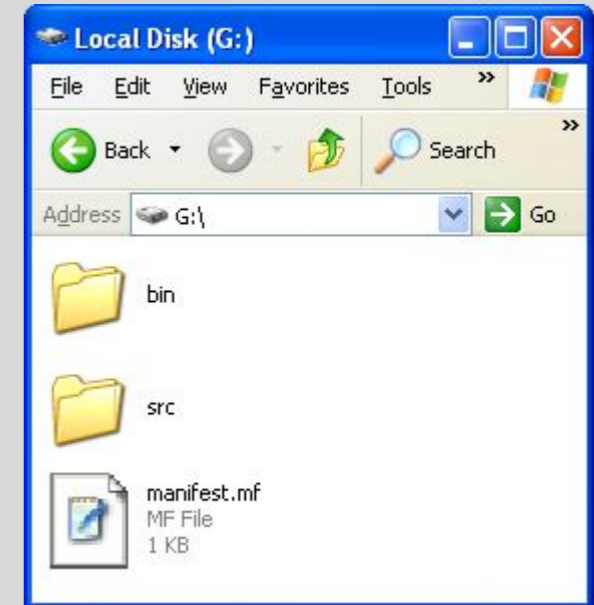 Local Disk (G:)
File Edit View Favorites Tools »
Back Search »
Address G:\ Go
bin
src
manifest.mf
MF File
1 KB